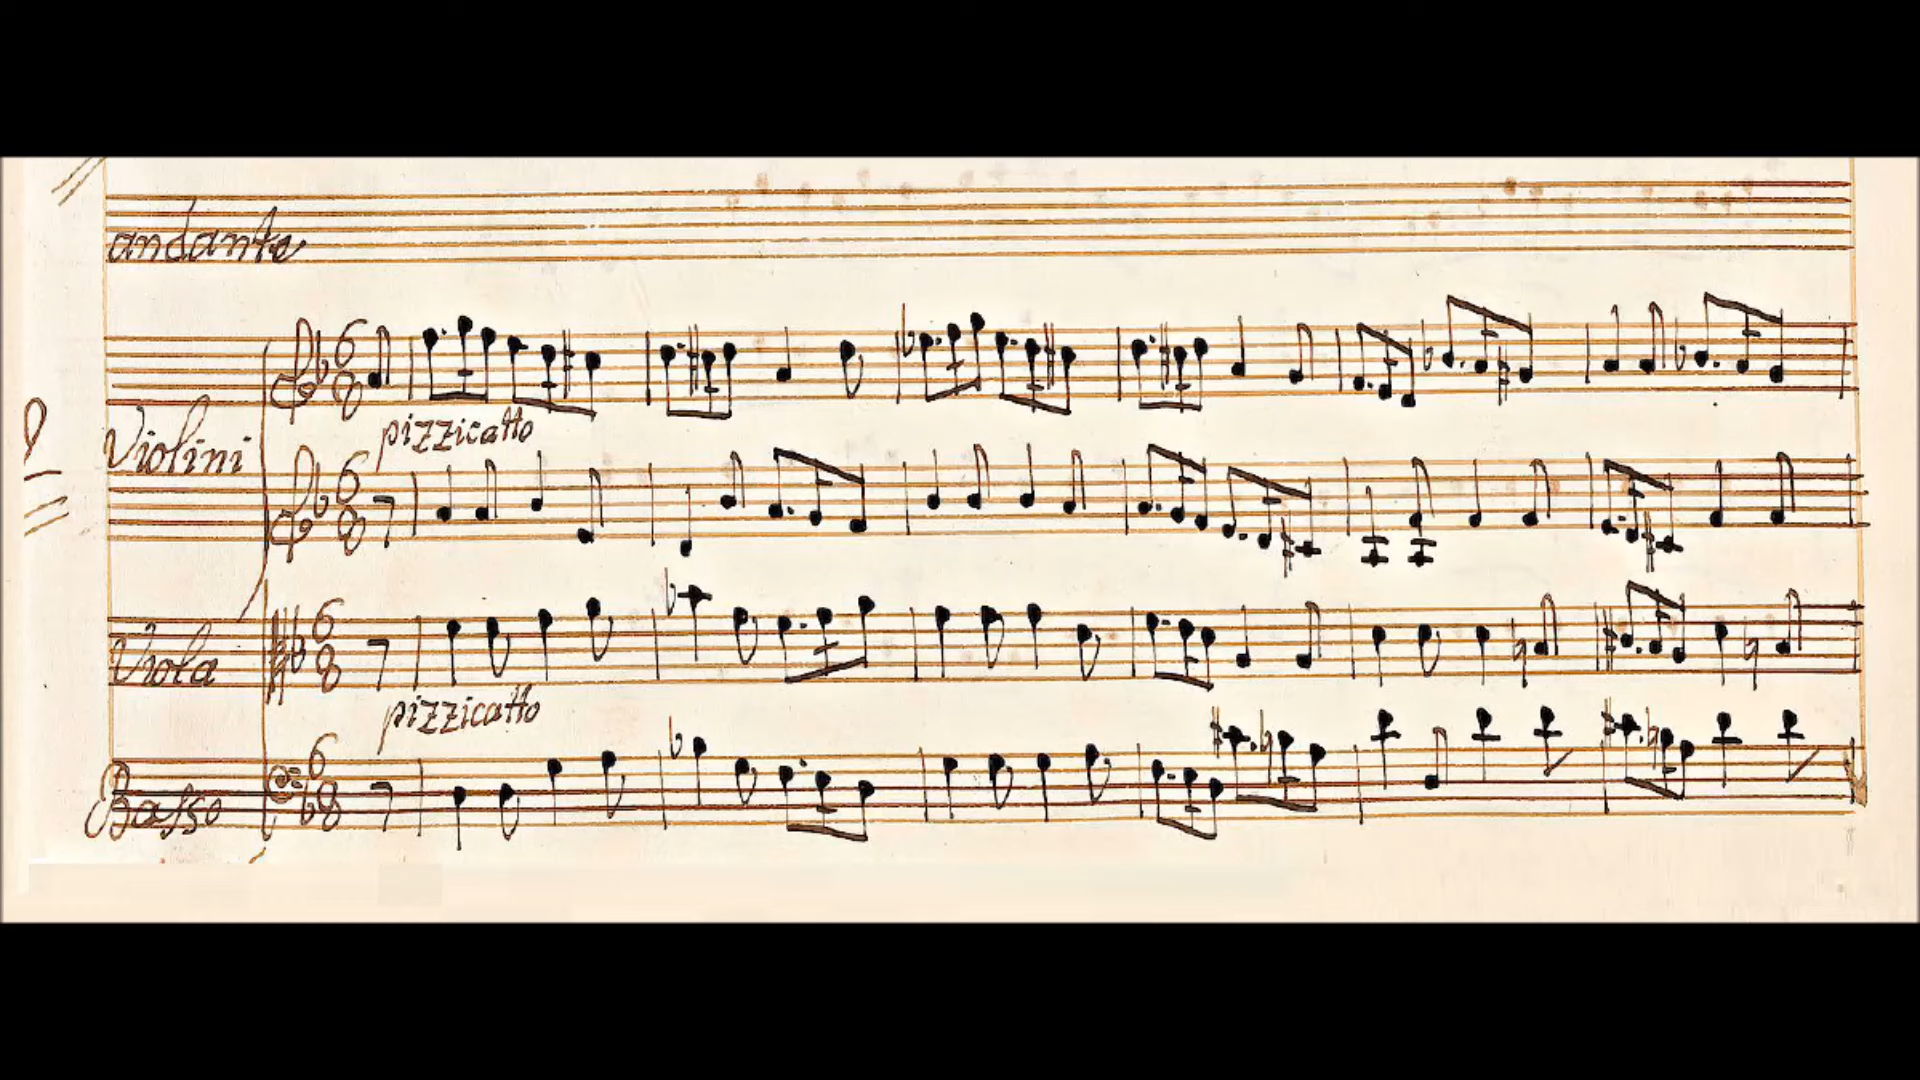 andante
pizzicatto
Violini
Viola
pizzicatto
Basso